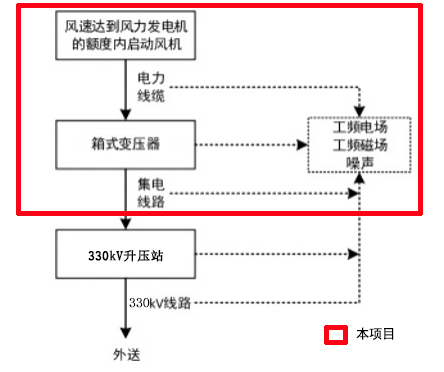 风速达到风力发电机
的额度内启动风机
电力
线缆
箱式变压器
工频电场
工频磁场
噪声
集电
线路
330kV升压站
330kV线路
外送
本项目